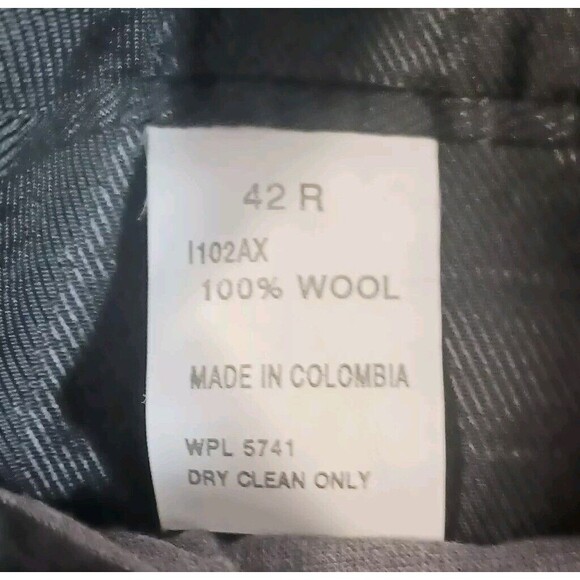 42 R
I102AX
100% WOOL
MADE IN COLOMBIA
WPL 5741
DRY CLEAN ONLY